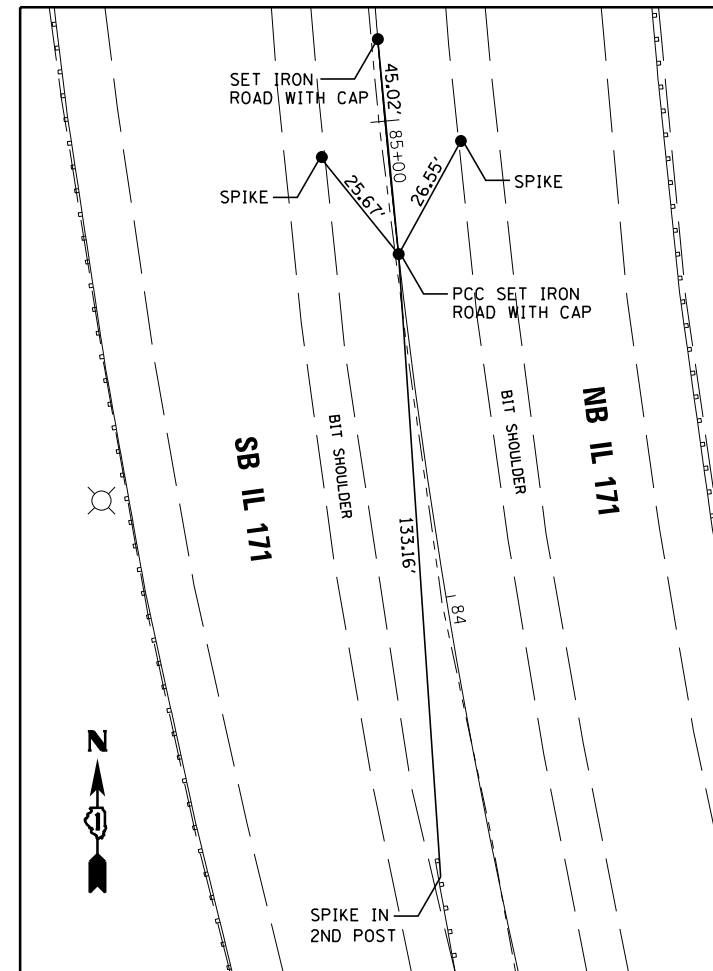 SET IRON
ROAD WITH CAP
45.02'
85+00
SPIKE
25.67'
26.55'
SPIKE
PCC SET IRON
ROAD WITH CAP
SB IL 171
BIT SHOULDER
BIT SHOULDER
NB IL 171
133.16'
84
N
1
SPIKE IN
2ND POST